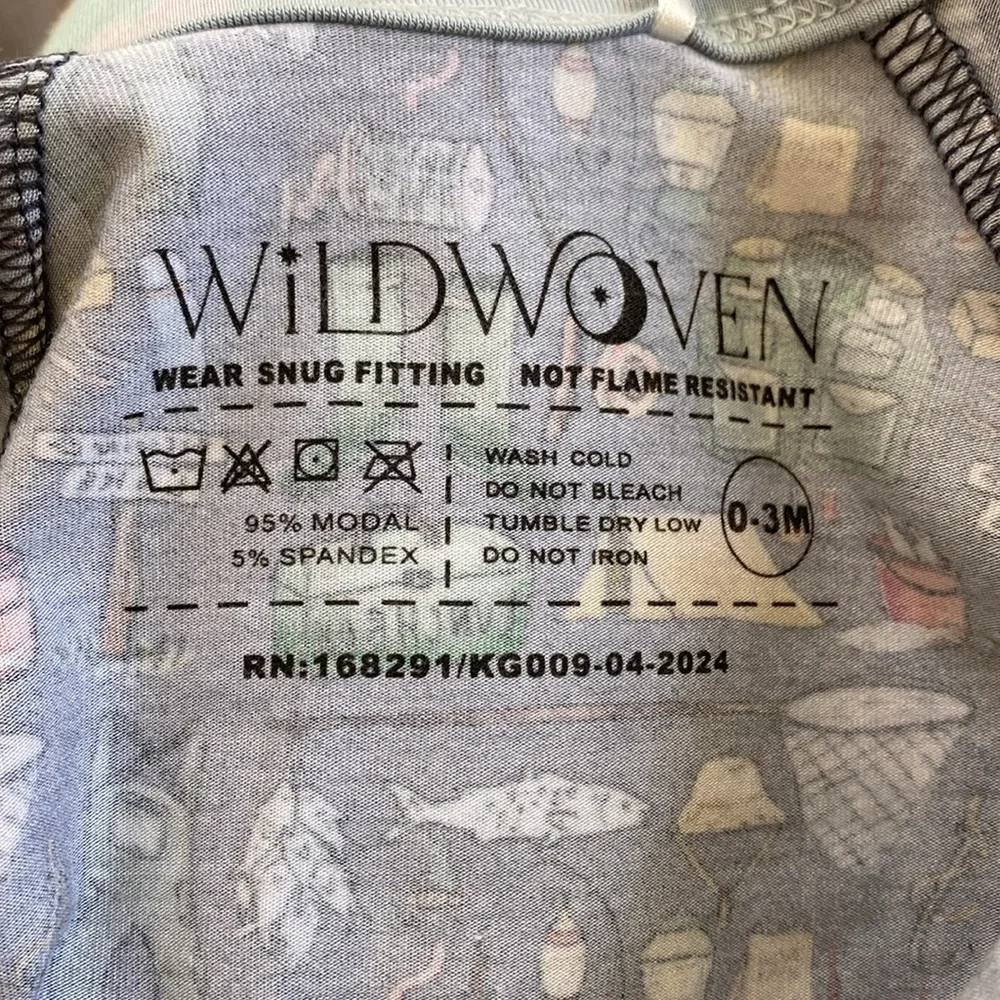 WiLDWOVEN
WEAR SNUG FITTING NOT FLAME RESISTANT
WASH COLD
DO NOT BLEACH
95% MODAL TUMBLE DRY LOW 0-3M
5% SPANDEX DO NOT IRON
RN:168291/KG009-04-2024